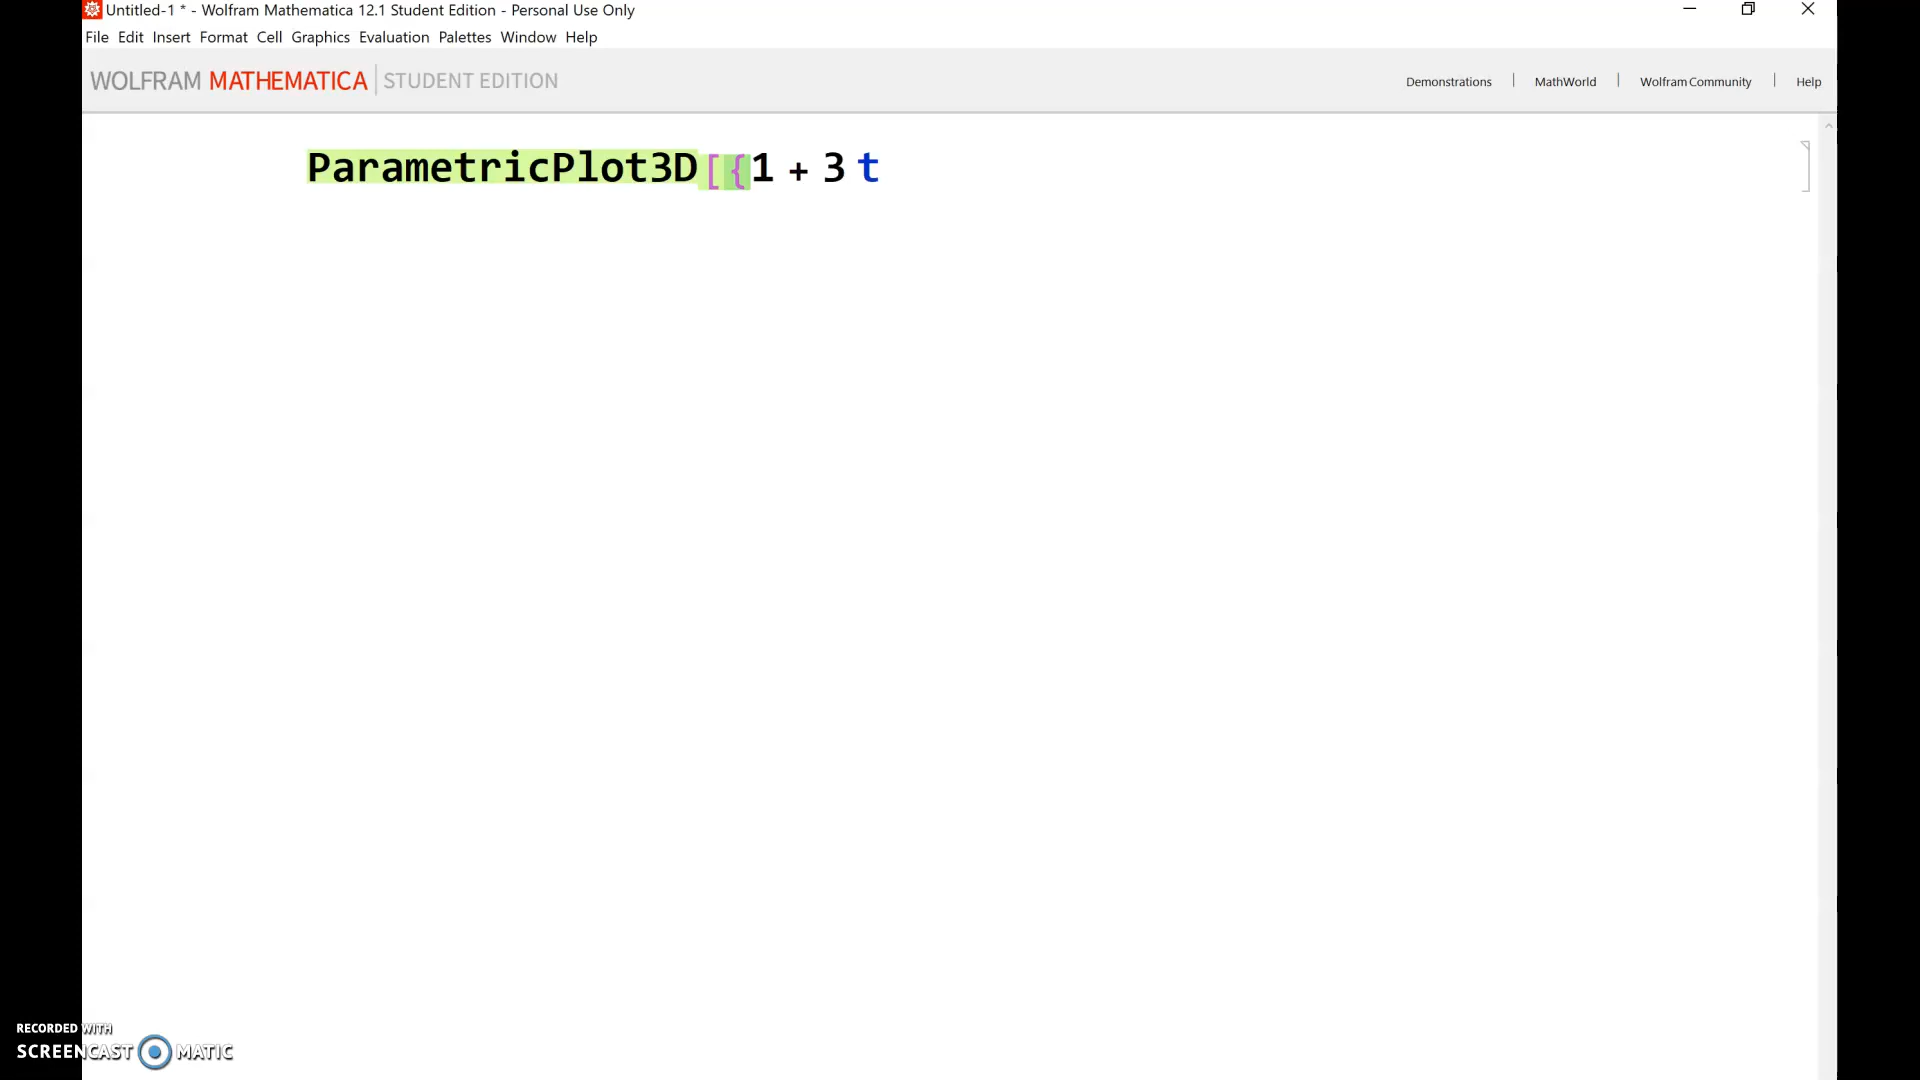 Untitled-1 * - Wolfram Mathematica 12.1 Student Edition - Personal Use Only
File Edit Insert Format Cell Graphics Evaluation Palettes Window Help
WOLFRAM MATHEMATICA | STUDENT EDITION Demonstrations | MathWorld | Wolfram Community | Help
ParametricPlot3D[{1 + 3 t
RECORDED WITH
SCREENCAST MATIC